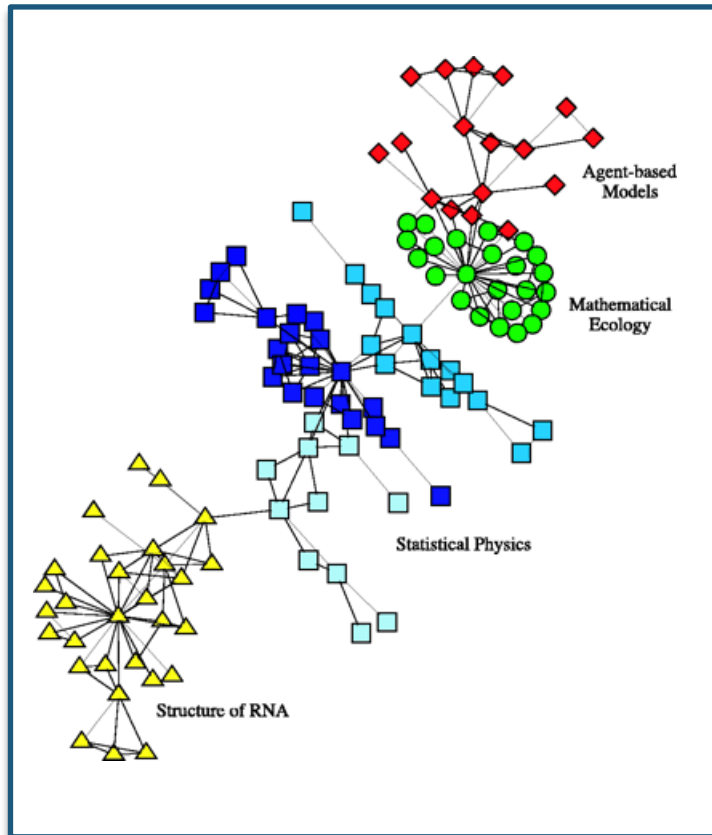 Agent-based
Models
Mathematical
Ecology
Statistical Physics
Structure of RNA